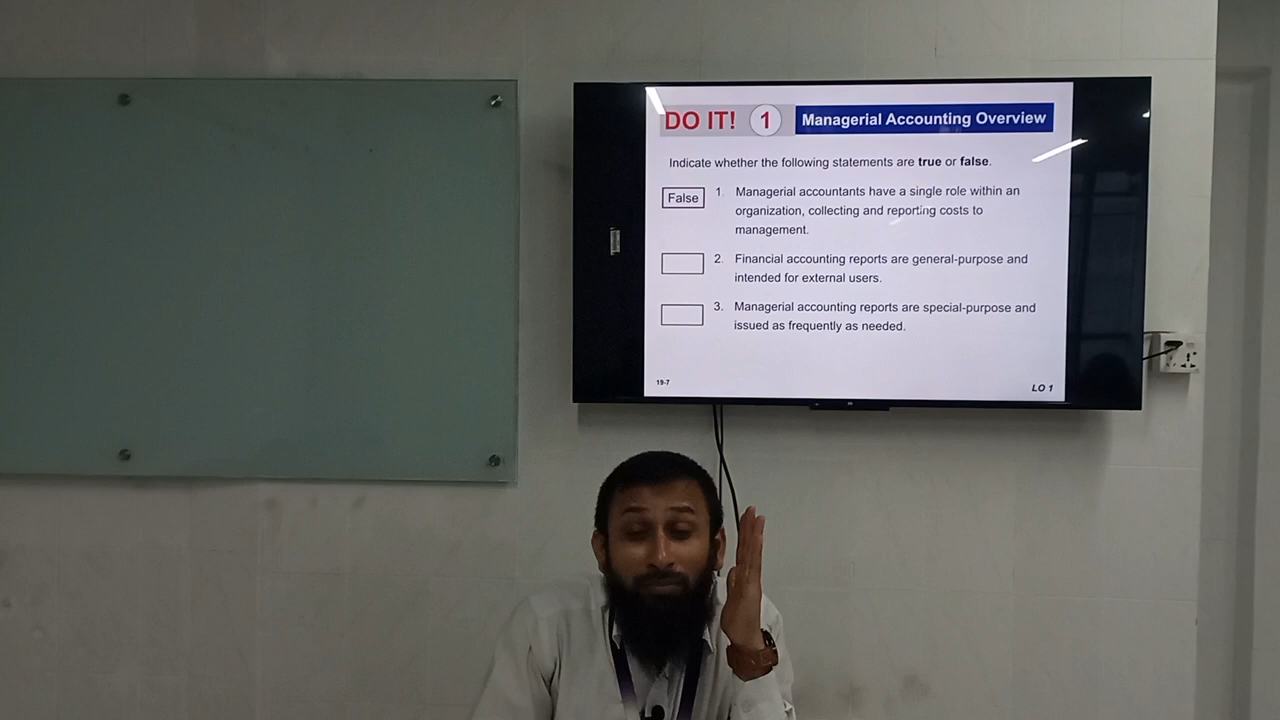 DO IT! 1 Managerial Accounting Overview
Indicate whether the following statements are true or false.
False 1. Managerial accountants have a single role within an
organization, collecting and reporting costs to
management.
2. Financial accounting reports are general-purpose and
intended for external users.
3. Managerial accounting reports are special-purpose and
issued as frequently as needed.
19-7 LO 1